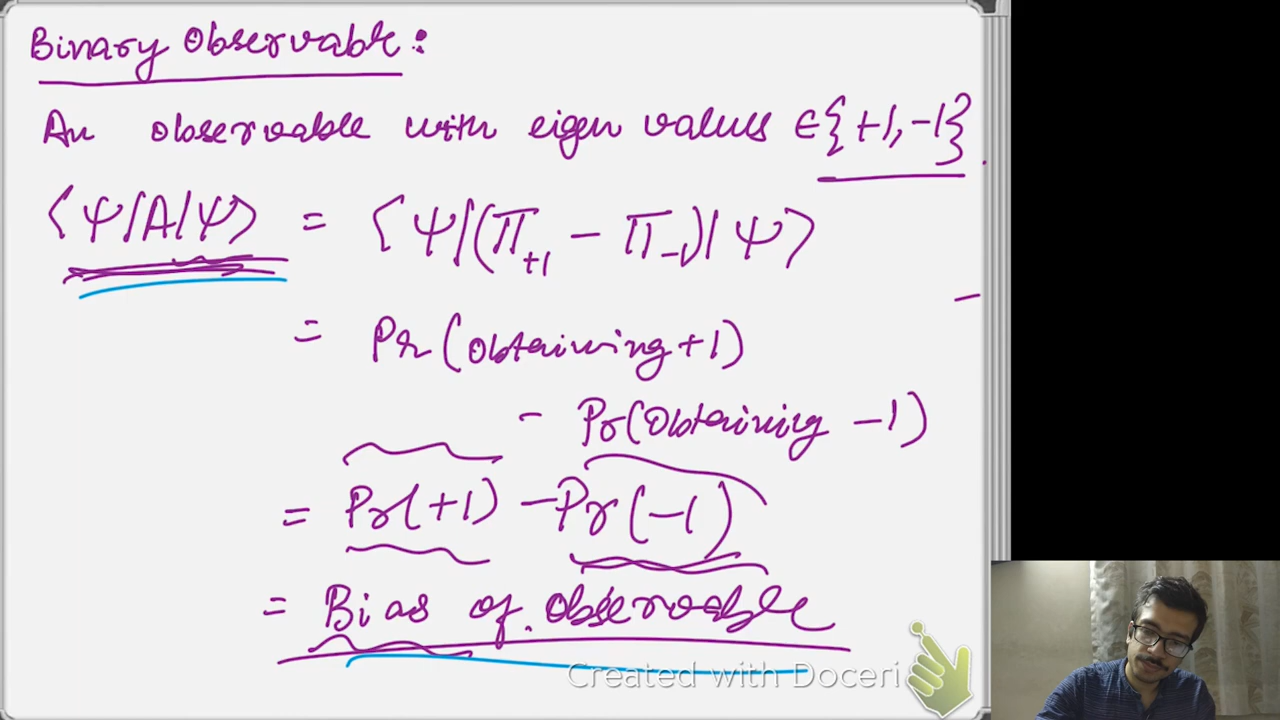 Binary Observable:
An observable with eigen values ∈{+1,-1}.
⟨Ψ|A|Ψ⟩ = ⟨Ψ|(Π₊₁ - Π₋₁)|Ψ⟩
= Pr(Obtaining +1)
- Pr(Obtaining -1)
= Pr(+1) - Pr(-1)
= Bias of observable
Created with Doceri